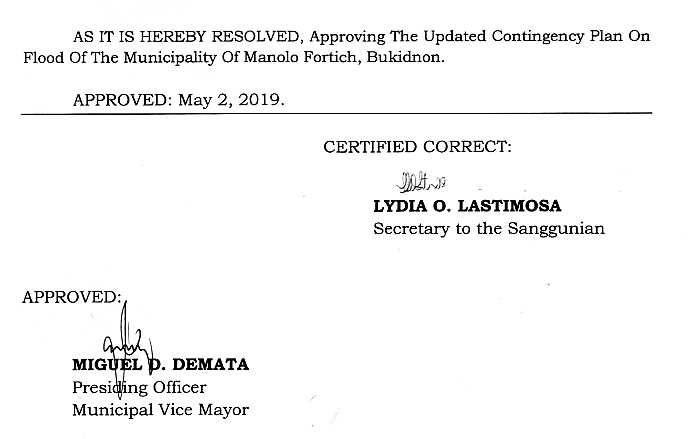 AS IT IS HEREBY RESOLVED, Approving The Updated Contingency Plan On
Flood Of The Municipality Of Manolo Fortich, Bukidnon.
APPROVED: May 2, 2019.
CERTIFIED CORRECT:
LYDIA O. LASTIMOSA
Secretary to the Sanggunian
APPROVED:
MIGUEL D. DEMATA
Presiding Officer
Municipal Vice Mayor